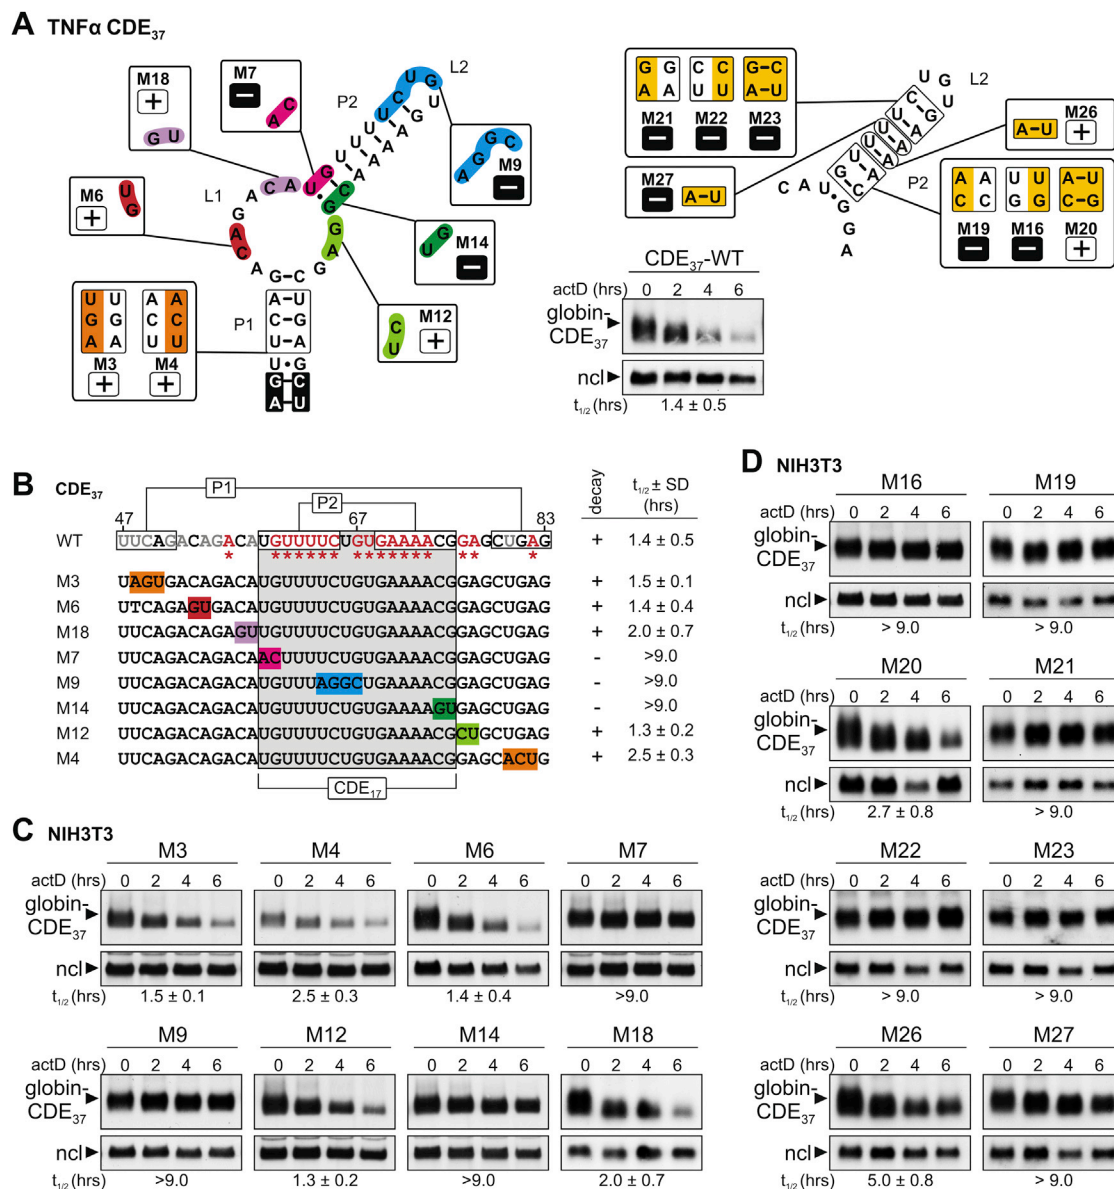 A TNFα CDE37
M18
+
G U
M7
−
A C
P2
L2
C U G U G
U U U U G
A A A A C
M9
−
A G G C
M6
+
U G
L1
A G A C A U
C A G A
M14
−
U G
G A G
M12
+
C U
P1
U G A
U G A
A C U
A C U
M3
+
M4
+
C–C
A–U
C–G
C–A
U•G
G C
A U
G G C C G–C
A A U U A–U
M21 M22 M23
− − −
L2
U G U
M26
+
A–U
M27
−
A–U
P2
C A U G A
A A U U A–U
C C G G C–G
M19 M16 M20
− − +
CDE37-WT
actD (hrs) 0 2 4 6
globin-CDE37
ncl
t1/2 (hrs) 1.4 ± 0.5
B CDE37
P1
P2
decay
t1/2 ± SD (hrs)
47 67 83
WT UUCAGACAGACAUGUUUUCUGUGAAAACGGAGCUGAG + 1.4 ± 0.5
* ****** ******* ** *
M3 UAGUGACAGACAUGUUUUCUGUGAAAACGGAGCUGAG + 1.5 ± 0.1
M6 UTCAGAGUGACAUGUUUUCUGUGAAAACGGAGCUGAG + 1.4 ± 0.4
M18 UUCAGACAGAGUUGUUUUCUGUGAAAACGGAGCUGAG + 2.0 ± 0.7
M7 UUCAGACAGACAACUUUUCUGUGAAAACGGAGCUGAG - >9.0
M9 UUCAGACAGACAUGUUUAGGCUGAAAACGGAGCUGAG - >9.0
M14 UUCAGACAGACAUGUUUUCUGUGAAAAGUGAGCUGAG - >9.0
M12 UUCAGACAGACAUGUUUUCUGUGAAAACGCUGCUGAG + 1.3 ± 0.2
M4 UUCAGACAGACAUGUUUUCUGUGAAAACGGAGCACUG + 2.5 ± 0.3
CDE17
C NIH3T3
M3 M4 M6 M7
actD (hrs) 0 2 4 6 0 2 4 6 0 2 4 6 0 2 4 6
globin-CDE37
ncl
t1/2 (hrs) 1.5 ± 0.1 2.5 ± 0.3 1.4 ± 0.4 >9.0
M9 M12 M14 M18
actD (hrs) 0 2 4 6 0 2 4 6 0 2 4 6 0 2 4 6
globin-CDE37
ncl
t1/2 (hrs) >9.0 1.3 ± 0.2 >9.0 2.0 ± 0.7
D NIH3T3
M16 M19
actD (hrs) 0 2 4 6 0 2 4 6
globin-CDE37
ncl
t1/2 (hrs) > 9.0 > 9.0
M20 M21
actD (hrs) 0 2 4 6 0 2 4 6
globin-CDE37
ncl
t1/2 (hrs) 2.7 ± 0.8 > 9.0
M22 M23
actD (hrs) 0 2 4 6 0 2 4 6
globin-CDE37
ncl
t1/2 (hrs) > 9.0 > 9.0
M26 M27
actD (hrs) 0 2 4 6 0 2 4 6
globin-CDE37
ncl
t1/2 (hrs) 5.0 ± 0.8 > 9.0